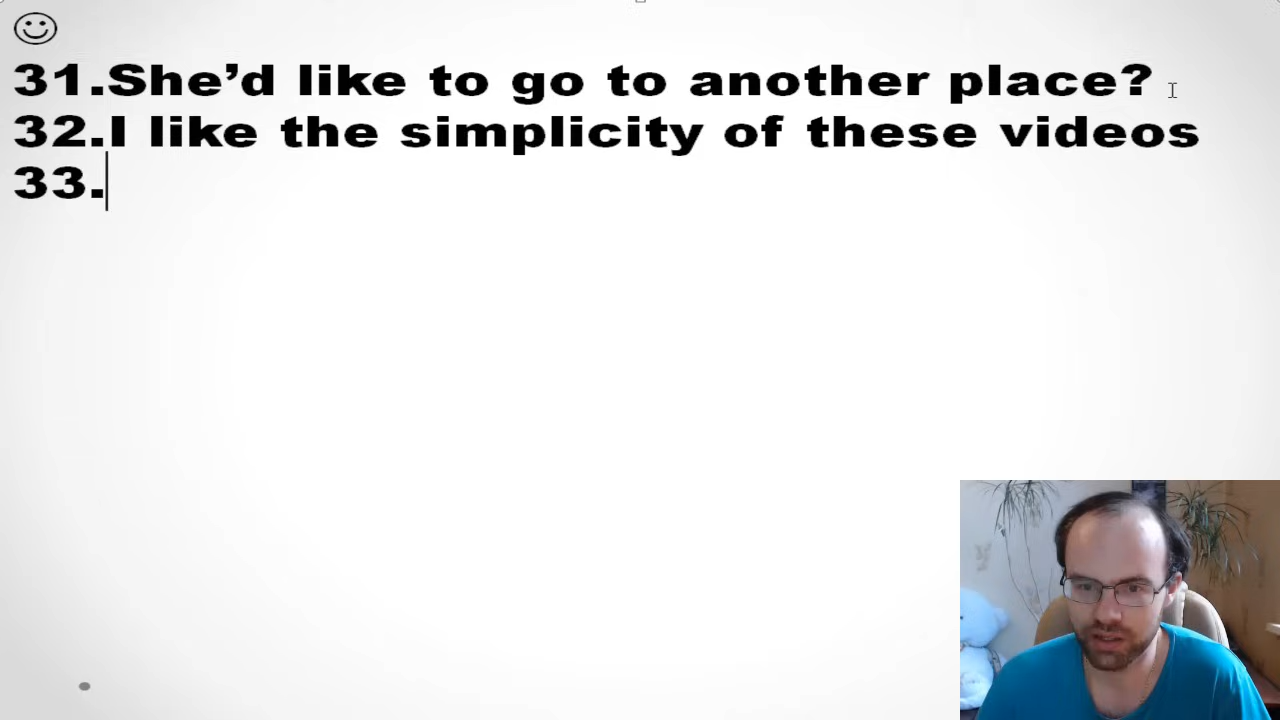 ☺
31.She’d like to go to another place?
32.I like the simplicity of these videos
33.